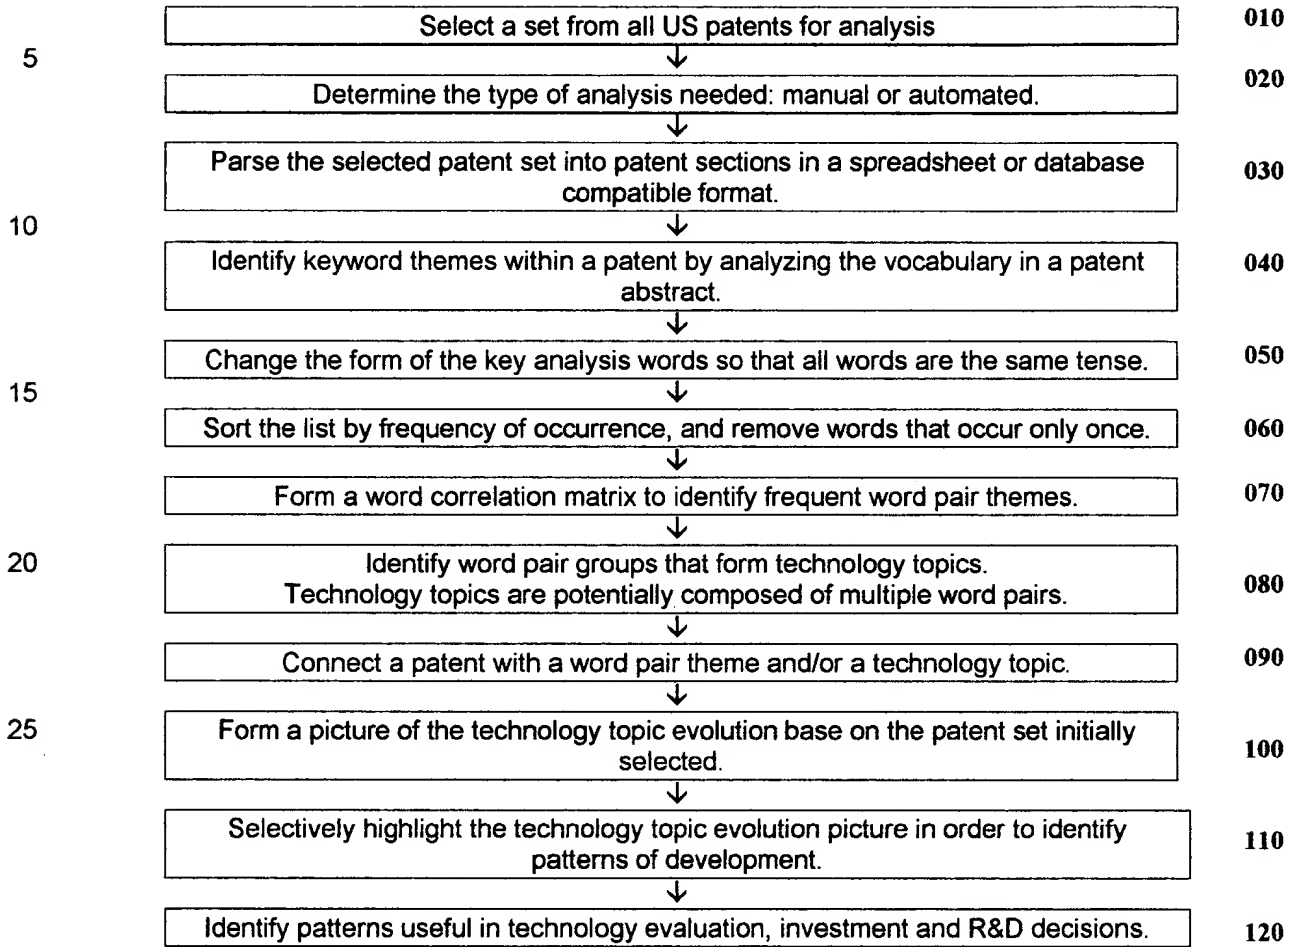 Select a set from all US patents for analysis 010
5
Determine the type of analysis needed: manual or automated. 020
Parse the selected patent set into patent sections in a spreadsheet or database
compatible format. 030
10
Identify keyword themes within a patent by analyzing the vocabulary in a patent
abstract. 040
Change the form of the key analysis words so that all words are the same tense. 050
15
Sort the list by frequency of occurrence, and remove words that occur only once. 060
Form a word correlation matrix to identify frequent word pair themes. 070
20
Identify word pair groups that form technology topics.
Technology topics are potentially composed of multiple word pairs. 080
Connect a patent with a word pair theme and/or a technology topic. 090
25
Form a picture of the technology topic evolution base on the patent set initially
selected. 100
Selectively highlight the technology topic evolution picture in order to identify
patterns of development. 110
Identify patterns useful in technology evaluation, investment and R&D decisions. 120